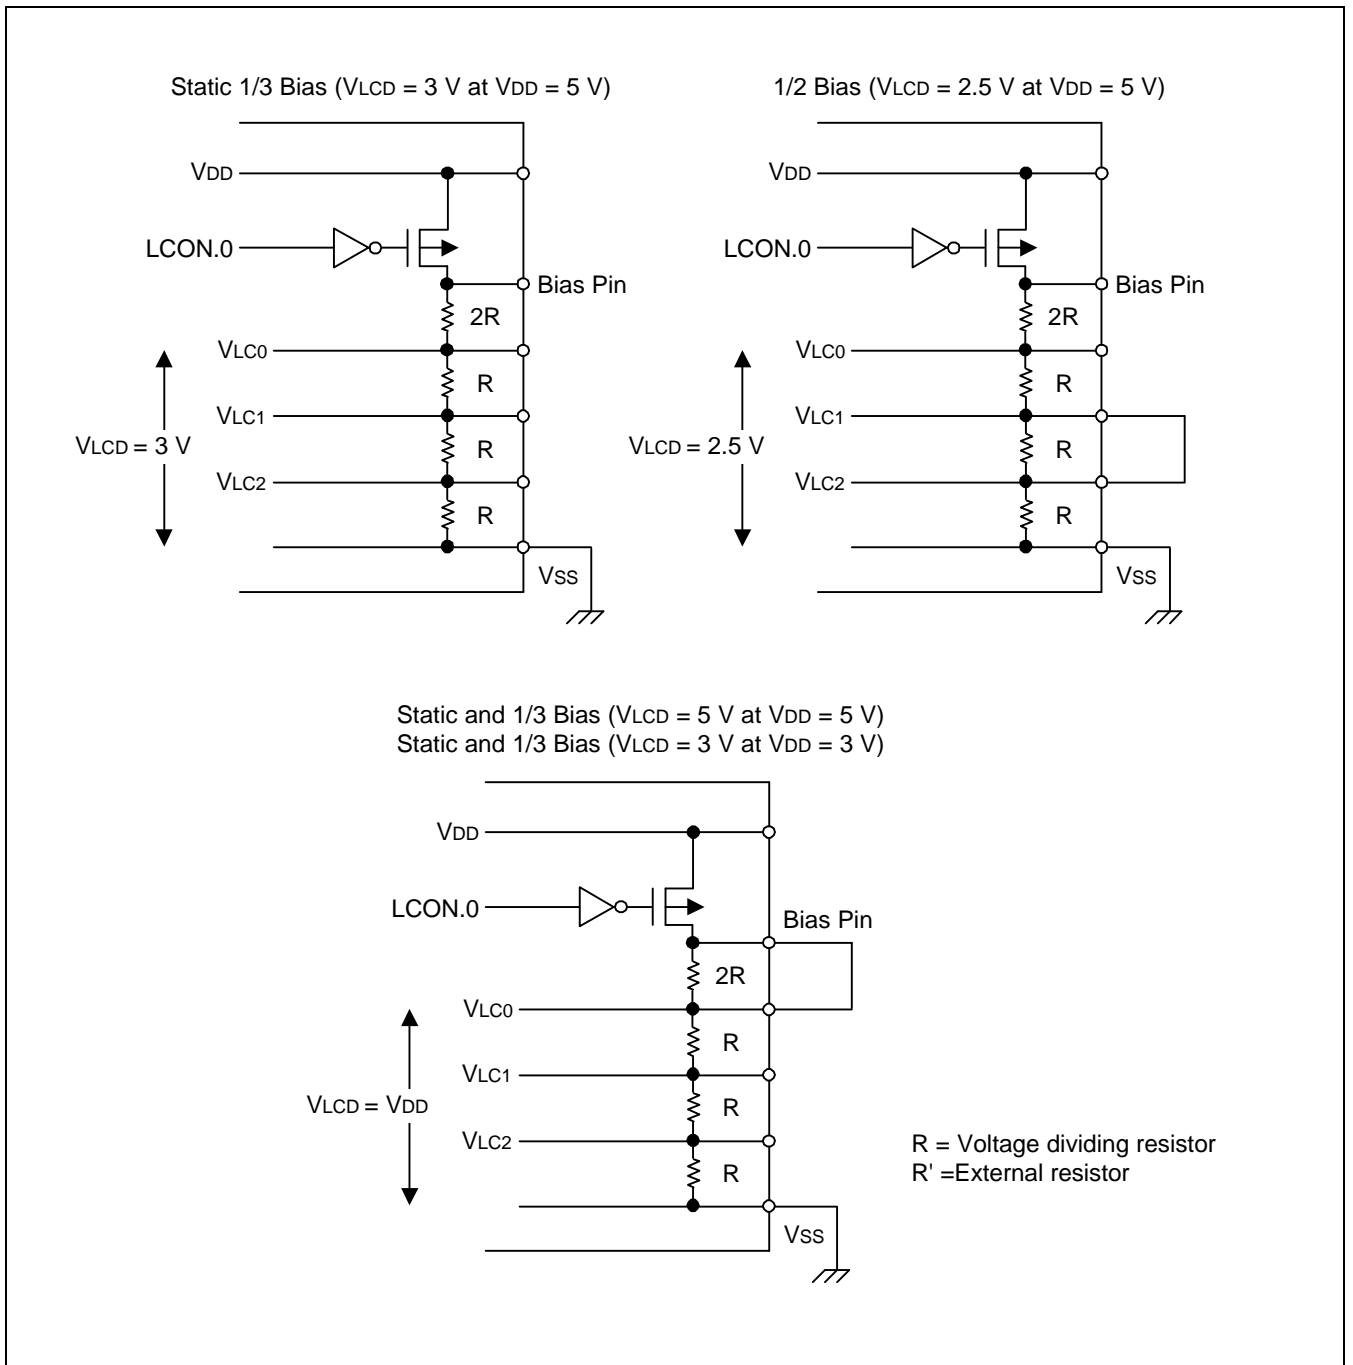 Static 1/3 Bias (VLCD = 3 V at VDD = 5 V)
VDD
LCON.0
Bias Pin
2R
VLC0
R
VLC1
VLCD = 3 V
R
VLC2
R
VSS
1/2 Bias (VLCD = 2.5 V at VDD = 5 V)
VDD
LCON.0
Bias Pin
2R
VLC0
R
VLC1
VLCD = 2.5 V
R
VLC2
R
VSS
Static and 1/3 Bias (VLCD = 5 V at VDD = 5 V)
Static and 1/3 Bias (VLCD = 3 V at VDD = 3 V)
VDD
LCON.0
Bias Pin
2R
VLC0
R
VLC1
VLCD = VDD
R
VLC2
R
VSS
R = Voltage dividing resistor
R' =External resistor